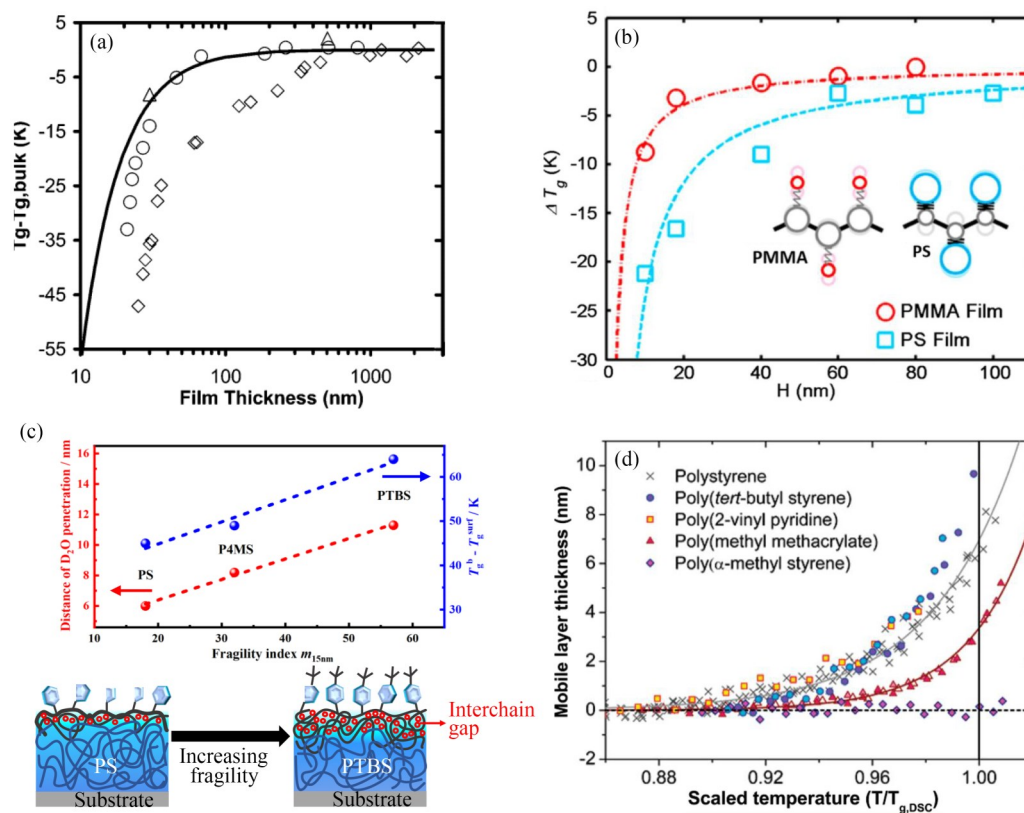 (a)
5
-5
-15
-25
-35
-45
-55
Tg-Tg,bulk (K)
10
100
1000
Film Thickness (nm)
(b)
5
0
-5
-10
-15
-20
-25
-30
Δ Tg (K)
PMMA
PS
PMMA Film
PS Film
0
20
40
60
80
100
H (nm)
(c)
16
14
12
10
8
6
Distance of D2O penetration / nm
PS
P4MS
PTBS
60
50
40
30
Tg^b - Tg^surf / K
10
20
30
40
50
60
Fragility index m15nm
PS
Substrate
Increasing
fragility
PTBS
Substrate
Interchain
gap
(d)
10
8
6
4
2
0
-2
Mobile layer thickness (nm)
Polystyrene
Poly(tert-butyl styrene)
Poly(2-vinyl pyridine)
Poly(methyl methacrylate)
Poly(α-methyl styrene)
0.88
0.92
0.96
1.00
Scaled temperature (T/Tg,DSC)